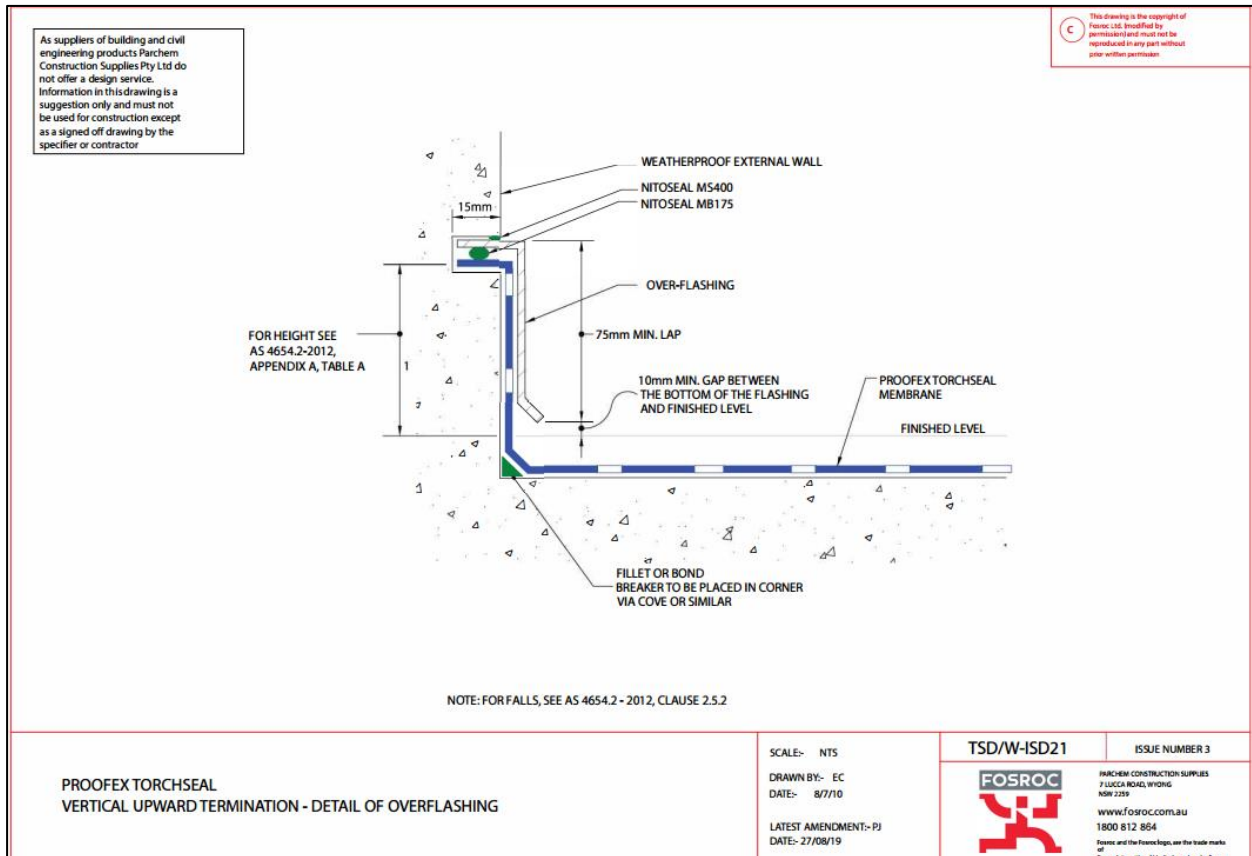 As suppliers of building and civil
engineering products Parchem
Construction Supplies Pty Ltd do
not offer a design service.
Information in this drawing is a
suggestion only and must not
be used for construction except
as a signed off drawing by the
specifier or contractor
C
This drawing is the copyright of
Fosroc Ltd. (modified by
permission) and must not be
reproduced in any part without
prior written permission
WEATHERPROOF EXTERNAL WALL
NITOSEAL MS400
NITOSEAL MB175
15mm
OVER-FLASHING
75mm MIN. LAP
FOR HEIGHT SEE
AS 4654.2-2012,
APPENDIX A, TABLE A
1
10mm MIN. GAP BETWEEN
THE BOTTOM OF THE FLASHING
AND FINISHED LEVEL
PROOFEX TORCHSEAL
MEMBRANE
FINISHED LEVEL
FILLET OR BOND
BREAKER TO BE PLACED IN CORNER
VIA COVE OR SIMILAR
NOTE: FOR FALLS, SEE AS 4654.2 - 2012, CLAUSE 2.5.2
PROOFEX TORCHSEAL
VERTICAL UPWARD TERMINATION - DETAIL OF OVERFLASHING
SCALE:- NTS
DRAWN BY:- EC
DATE:- 8/7/10
LATEST AMENDMENT:- PJ
DATE:- 27/08/19
TSD/W-ISD21
ISSUE NUMBER 3
FOSROC
PARCHEM CONSTRUCTION SUPPLIES
7 LUCCA ROAD, WYONG
NSW 2259
www.fosroc.com.au
1800 812 864
Fosroc and the Fosroc logo, are the trade marks
of